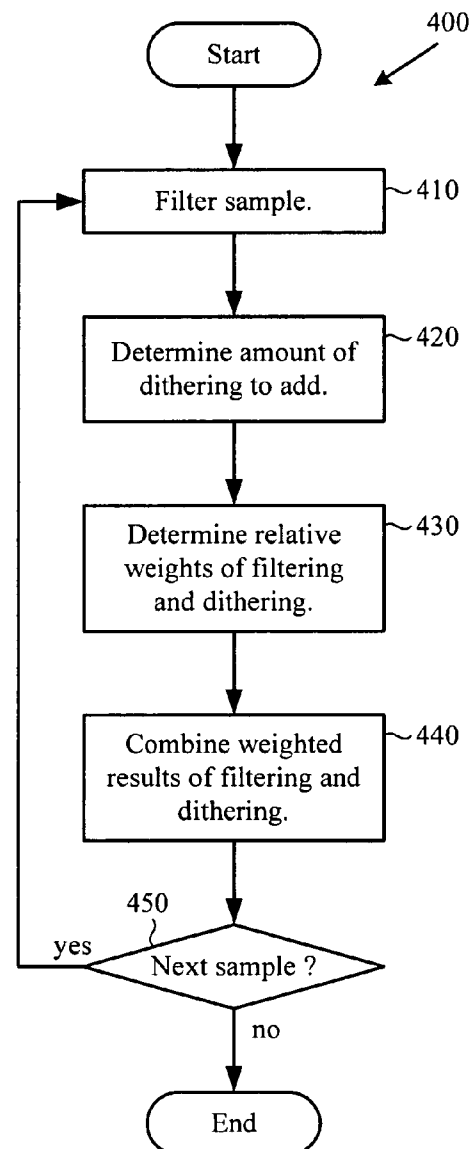 400
Start
Filter sample.
410
Determine amount of
dithering to add.
420
Determine relative
weights of filtering
and dithering.
430
Combine weighted
results of filtering and
dithering.
440
450
yes
Next sample ?
no
End